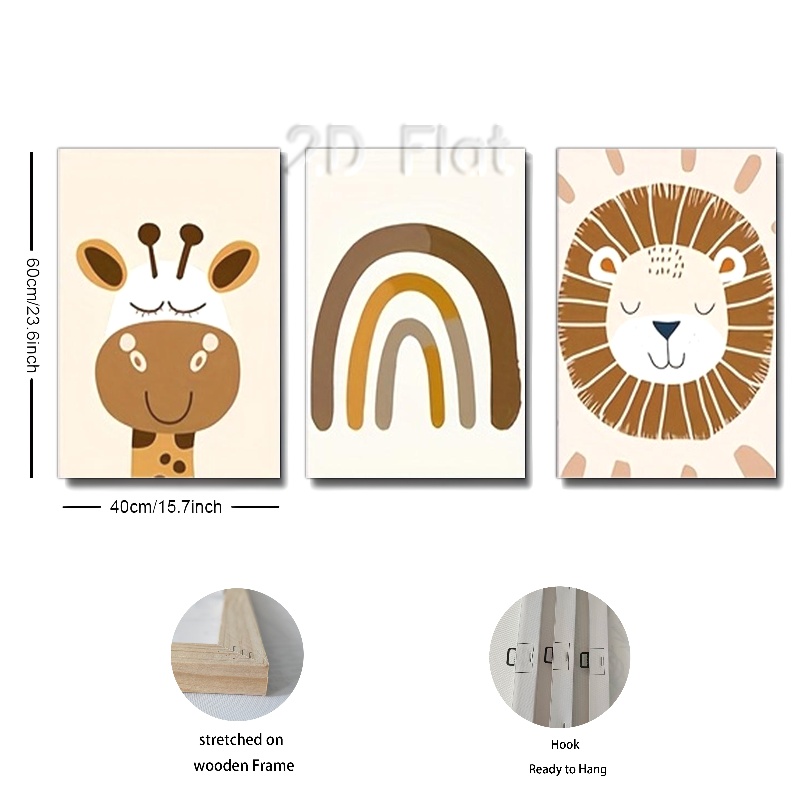 2D Flat
60cm/23.6inch
40cm/15.7inch
stretched on
wooden Frame
Hook
Ready to Hang